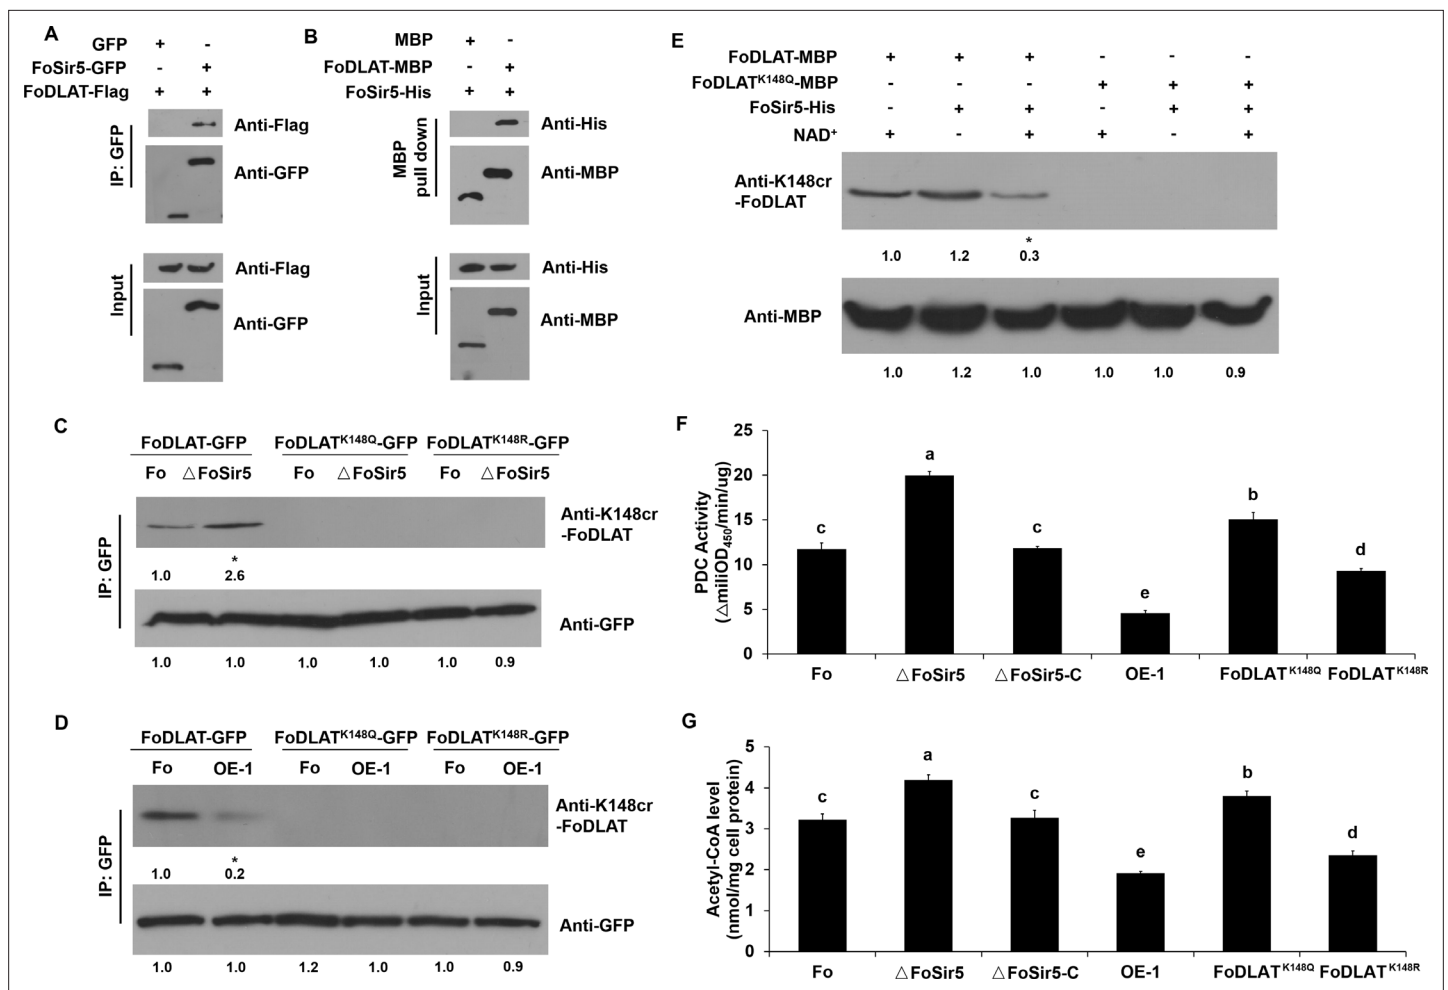 A
GFP + -
FoSir5-GFP - +
FoDLAT-Flag + +
IP: GFP
Anti-Flag
Anti-GFP
Input
Anti-Flag
Anti-GFP
B
MBP + -
FoDLAT-MBP - +
FoSir5-His + +
MBP
pull down
Anti-His
Anti-MBP
Input
Anti-His
Anti-MBP
E
FoDLAT-MBP + + + - - -
FoDLATK148Q-MBP - - - + + +
FoSir5-His - + + - + +
NAD+ + - + + - +
Anti-K148cr
-FoDLAT
*
1.0 1.2 0.3
Anti-MBP
1.0 1.2 1.0 1.0 1.0 0.9
C
FoDLAT-GFP FoDLATK148Q-GFP FoDLATK148R-GFP
Fo △FoSir5 Fo △FoSir5 Fo △FoSir5
IP: GFP
Anti-K148cr
-FoDLAT
*
1.0 2.6
Anti-GFP
1.0 1.0 1.0 1.0 1.0 0.9
D
FoDLAT-GFP FoDLATK148Q-GFP FoDLATK148R-GFP
Fo OE-1 Fo OE-1 Fo OE-1
IP: GFP
Anti-K148cr
-FoDLAT
*
1.0 0.2
Anti-GFP
1.0 1.0 1.2 1.0 1.0 0.9
F
PDC Activity
(△miliOD450/min/ug)
25
20
15
10
5
0
c a c e b d
Fo △FoSir5 △FoSir5-C OE-1 FoDLATK148Q FoDLATK148R
G
Acetyl-CoA level
(nmol/mg cell protein)
5
4
3
2
1
0
c a c e b d
Fo △FoSir5 △FoSir5-C OE-1 FoDLATK148Q FoDLATK148R